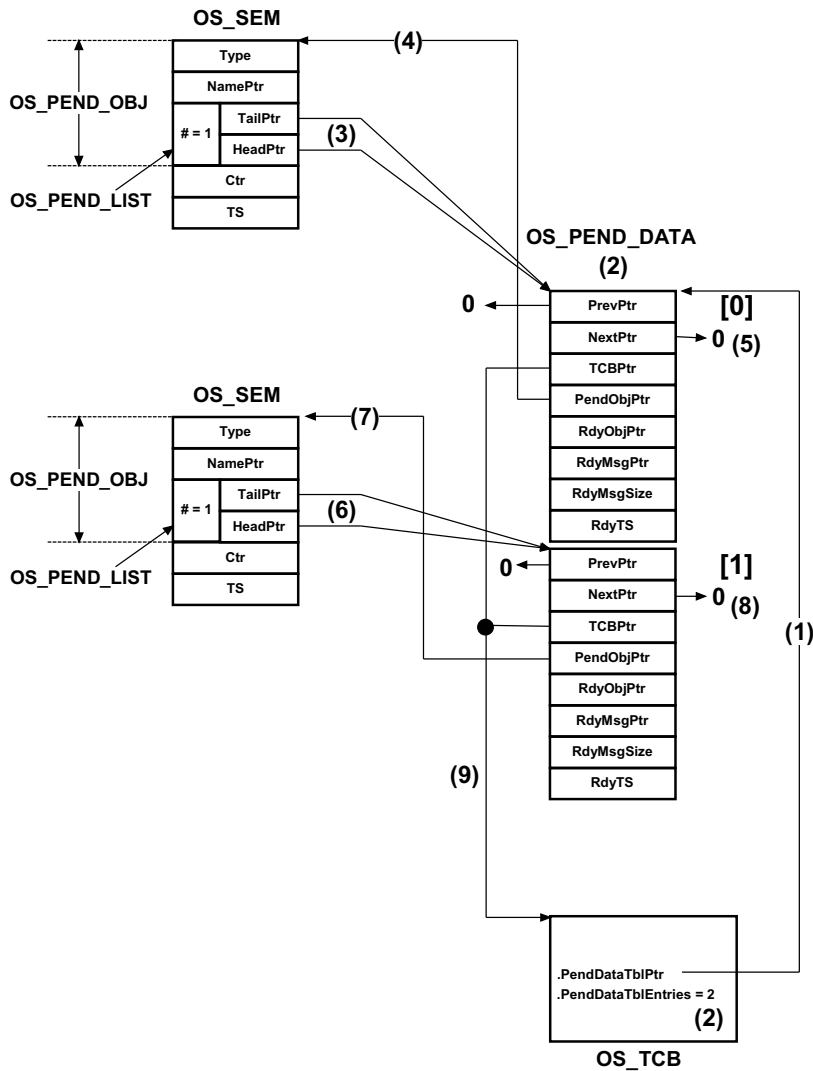 OS_SEM
(4)
Type
OS_PEND_OBJ
NamePtr
# = 1
TailPtr
(3)
HeadPtr
OS_PEND_LIST
Ctr
TS
OS_PEND_DATA
(2)
0
PrevPtr
[0]
NextPtr
0 (5)
TCBPtr
PendObjPtr
RdyObjPtr
RdyMsgPtr
RdyMsgSize
RdyTS
OS_SEM
(7)
Type
OS_PEND_OBJ
NamePtr
# = 1
TailPtr
(6)
HeadPtr
OS_PEND_LIST
Ctr
TS
0
PrevPtr
[1]
NextPtr
0 (8)
TCBPtr
(1)
PendObjPtr
RdyObjPtr
RdyMsgPtr
RdyMsgSize
RdyTS
(9)
.PendDataTblPtr
.PendDataTblEntries = 2
(2)
OS_TCB